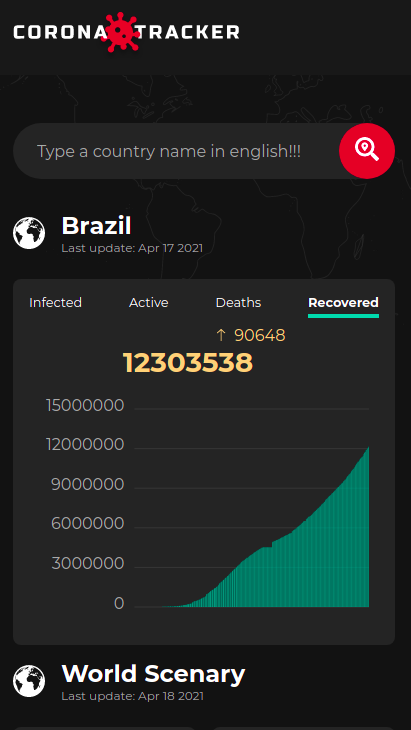 CORONA TRACKER
Type a country name in english!!!
Brazil
Last update: Apr 17 2021
Infected Active Deaths Recovered
↑ 90648
12303538
15000000
12000000
9000000
6000000
3000000
0
World Scenary
Last update: Apr 18 2021